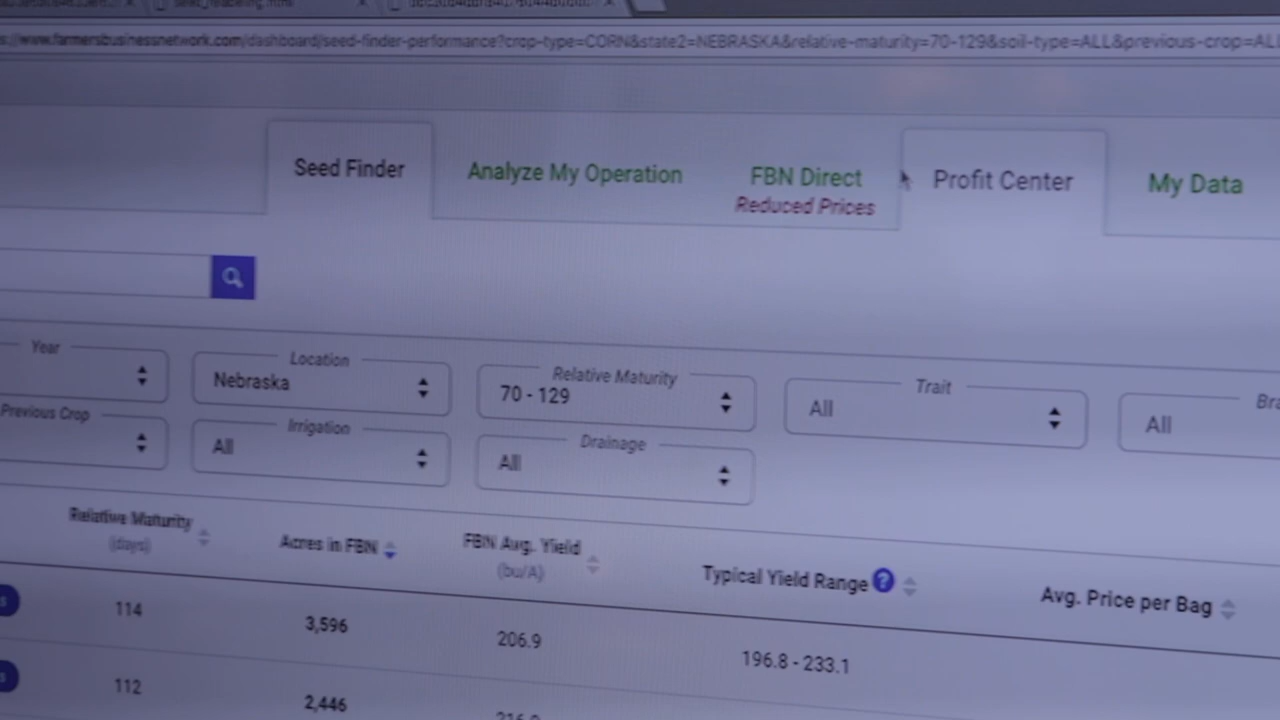 s://www.farmersbusinessnetwork.com/dashboard/seed-finder-performance?crop-type=CORN&state2=NEBRASKA&relative-maturity=70-129&soil-type=ALL&previous-crop=ALL
Seed Finder
Analyze My Operation
FBN Direct
Reduced Prices
Profit Center
My Data
Year
Location
Nebraska
Relative Maturity
70 - 129
Trait
All
Bra
All
Previous Crop
Irrigation
All
Drainage
All
Relative Maturity
(days)
Acres in FBN
FBN Avg. Yield
(bu/A)
Typical Yield Range ?
Avg. Price per Bag
s 114 3,596 206.9 196.8 - 233.1
s 112 2,446